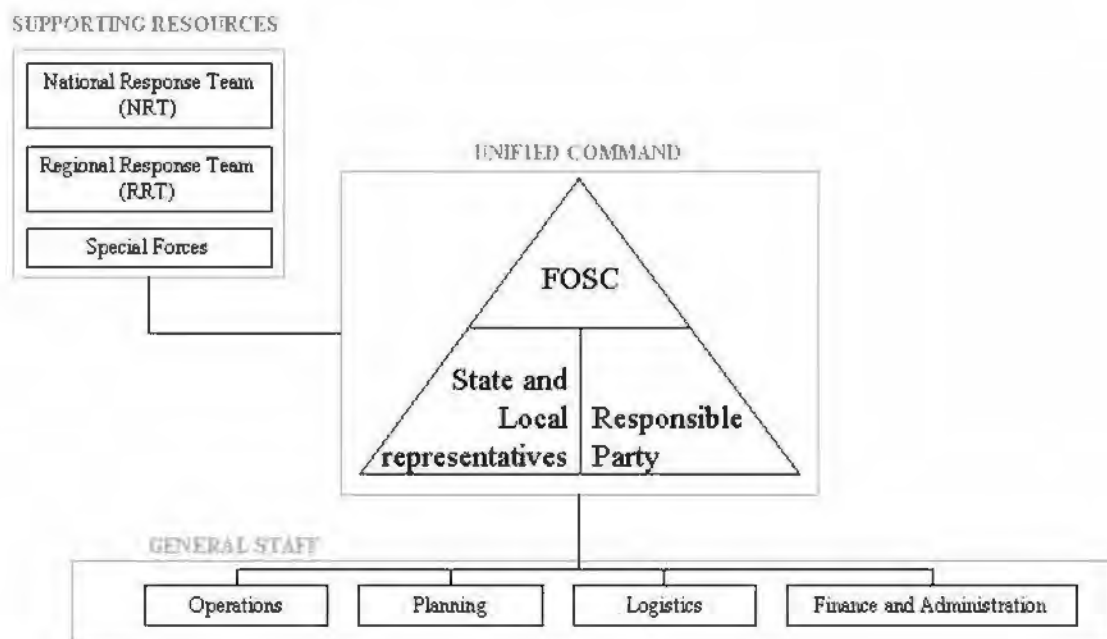 SUPPORTING RESOURCES
National Response Team
(NRT)
Regional Response Team
(RRT)
Special Forces
UNIFIED COMMAND
FOSC
State and
Local
representatives
Responsible
Party
GENERAL STAFF
Operations
Planning
Logistics
Finance and Administration